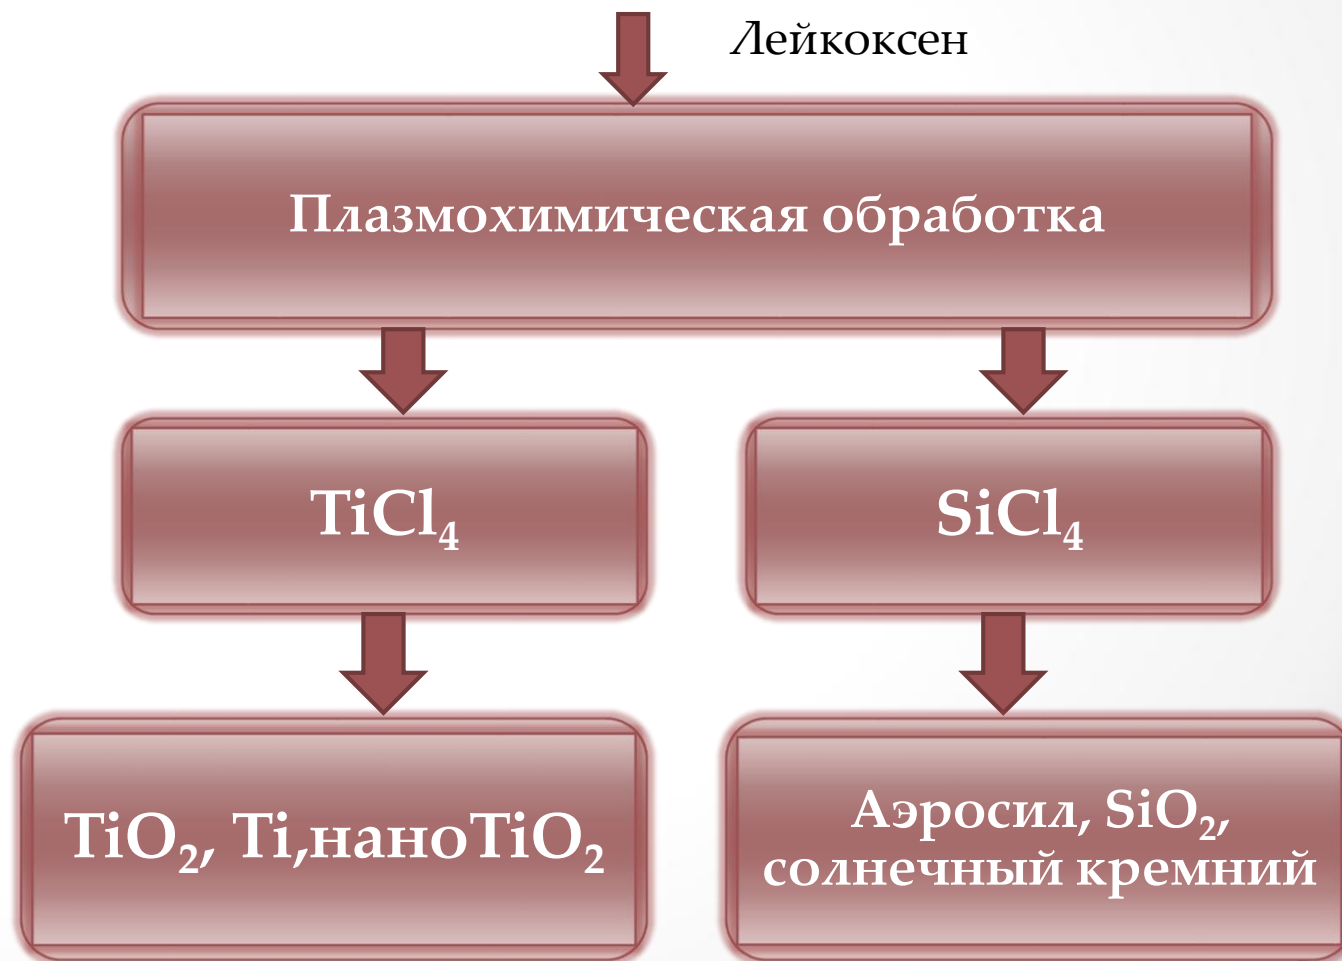 Лейкоксен
Плазмохимическая обработка
TiCl₄
SiCl₄
TiO₂, Ti,наноTiO₂
Аэросил, SiO₂,
солнечный кремний